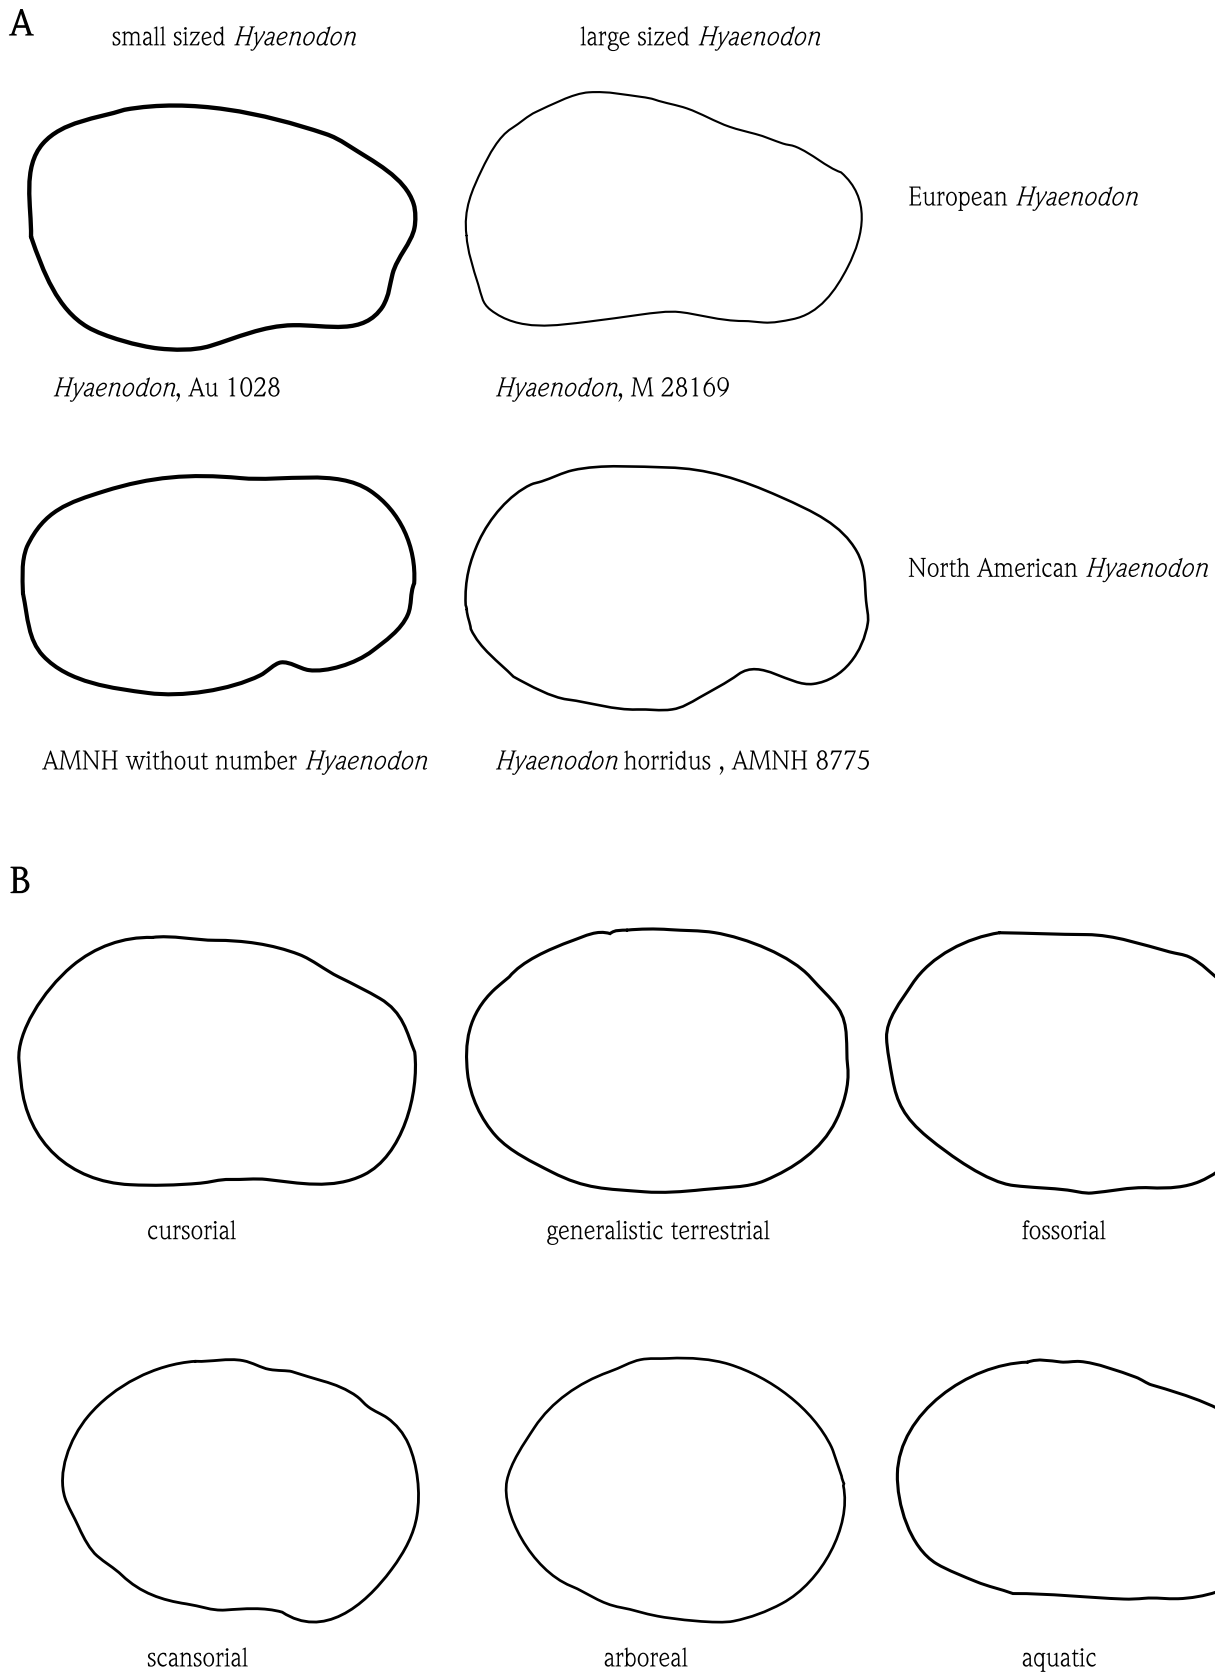 A
small sized Hyaenodon
large sized Hyaenodon
European Hyaenodon
Hyaenodon, Au 1028
Hyaenodon, M 28169
North American Hyaenodon
AMNH without number Hyaenodon
Hyaenodon horridus , AMNH 8775
B
cursorial
generalistic terrestrial
fossorial
scansorial
arboreal
aquatic